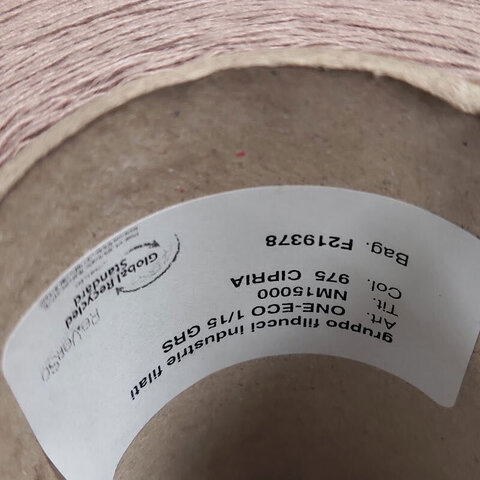 gruppo filpucci industrie filati
Art. ONE-ECO 1/15 GRS
Tit. NM15000
Col. 975 CIPRIA
Bag. F219378
Global Recycled
Standard
REWERSO